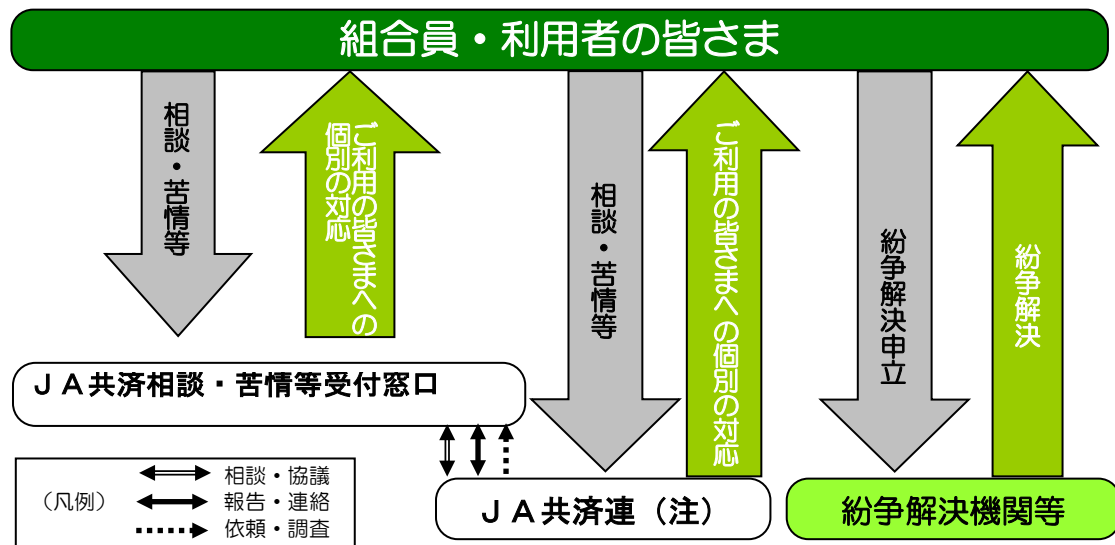 組合員・利用者の皆さま
相談・苦情等
ご利用の皆さまへの
個別の対応
相談・苦情等
ご利用の皆さまへの個別の対応
紛争解決申立
紛争解決
ＪＡ共済相談・苦情等受付窓口
ＪＡ共済連（注）
紛争解決機関等
（凡例）
相談・協議
報告・連絡
依頼・調査